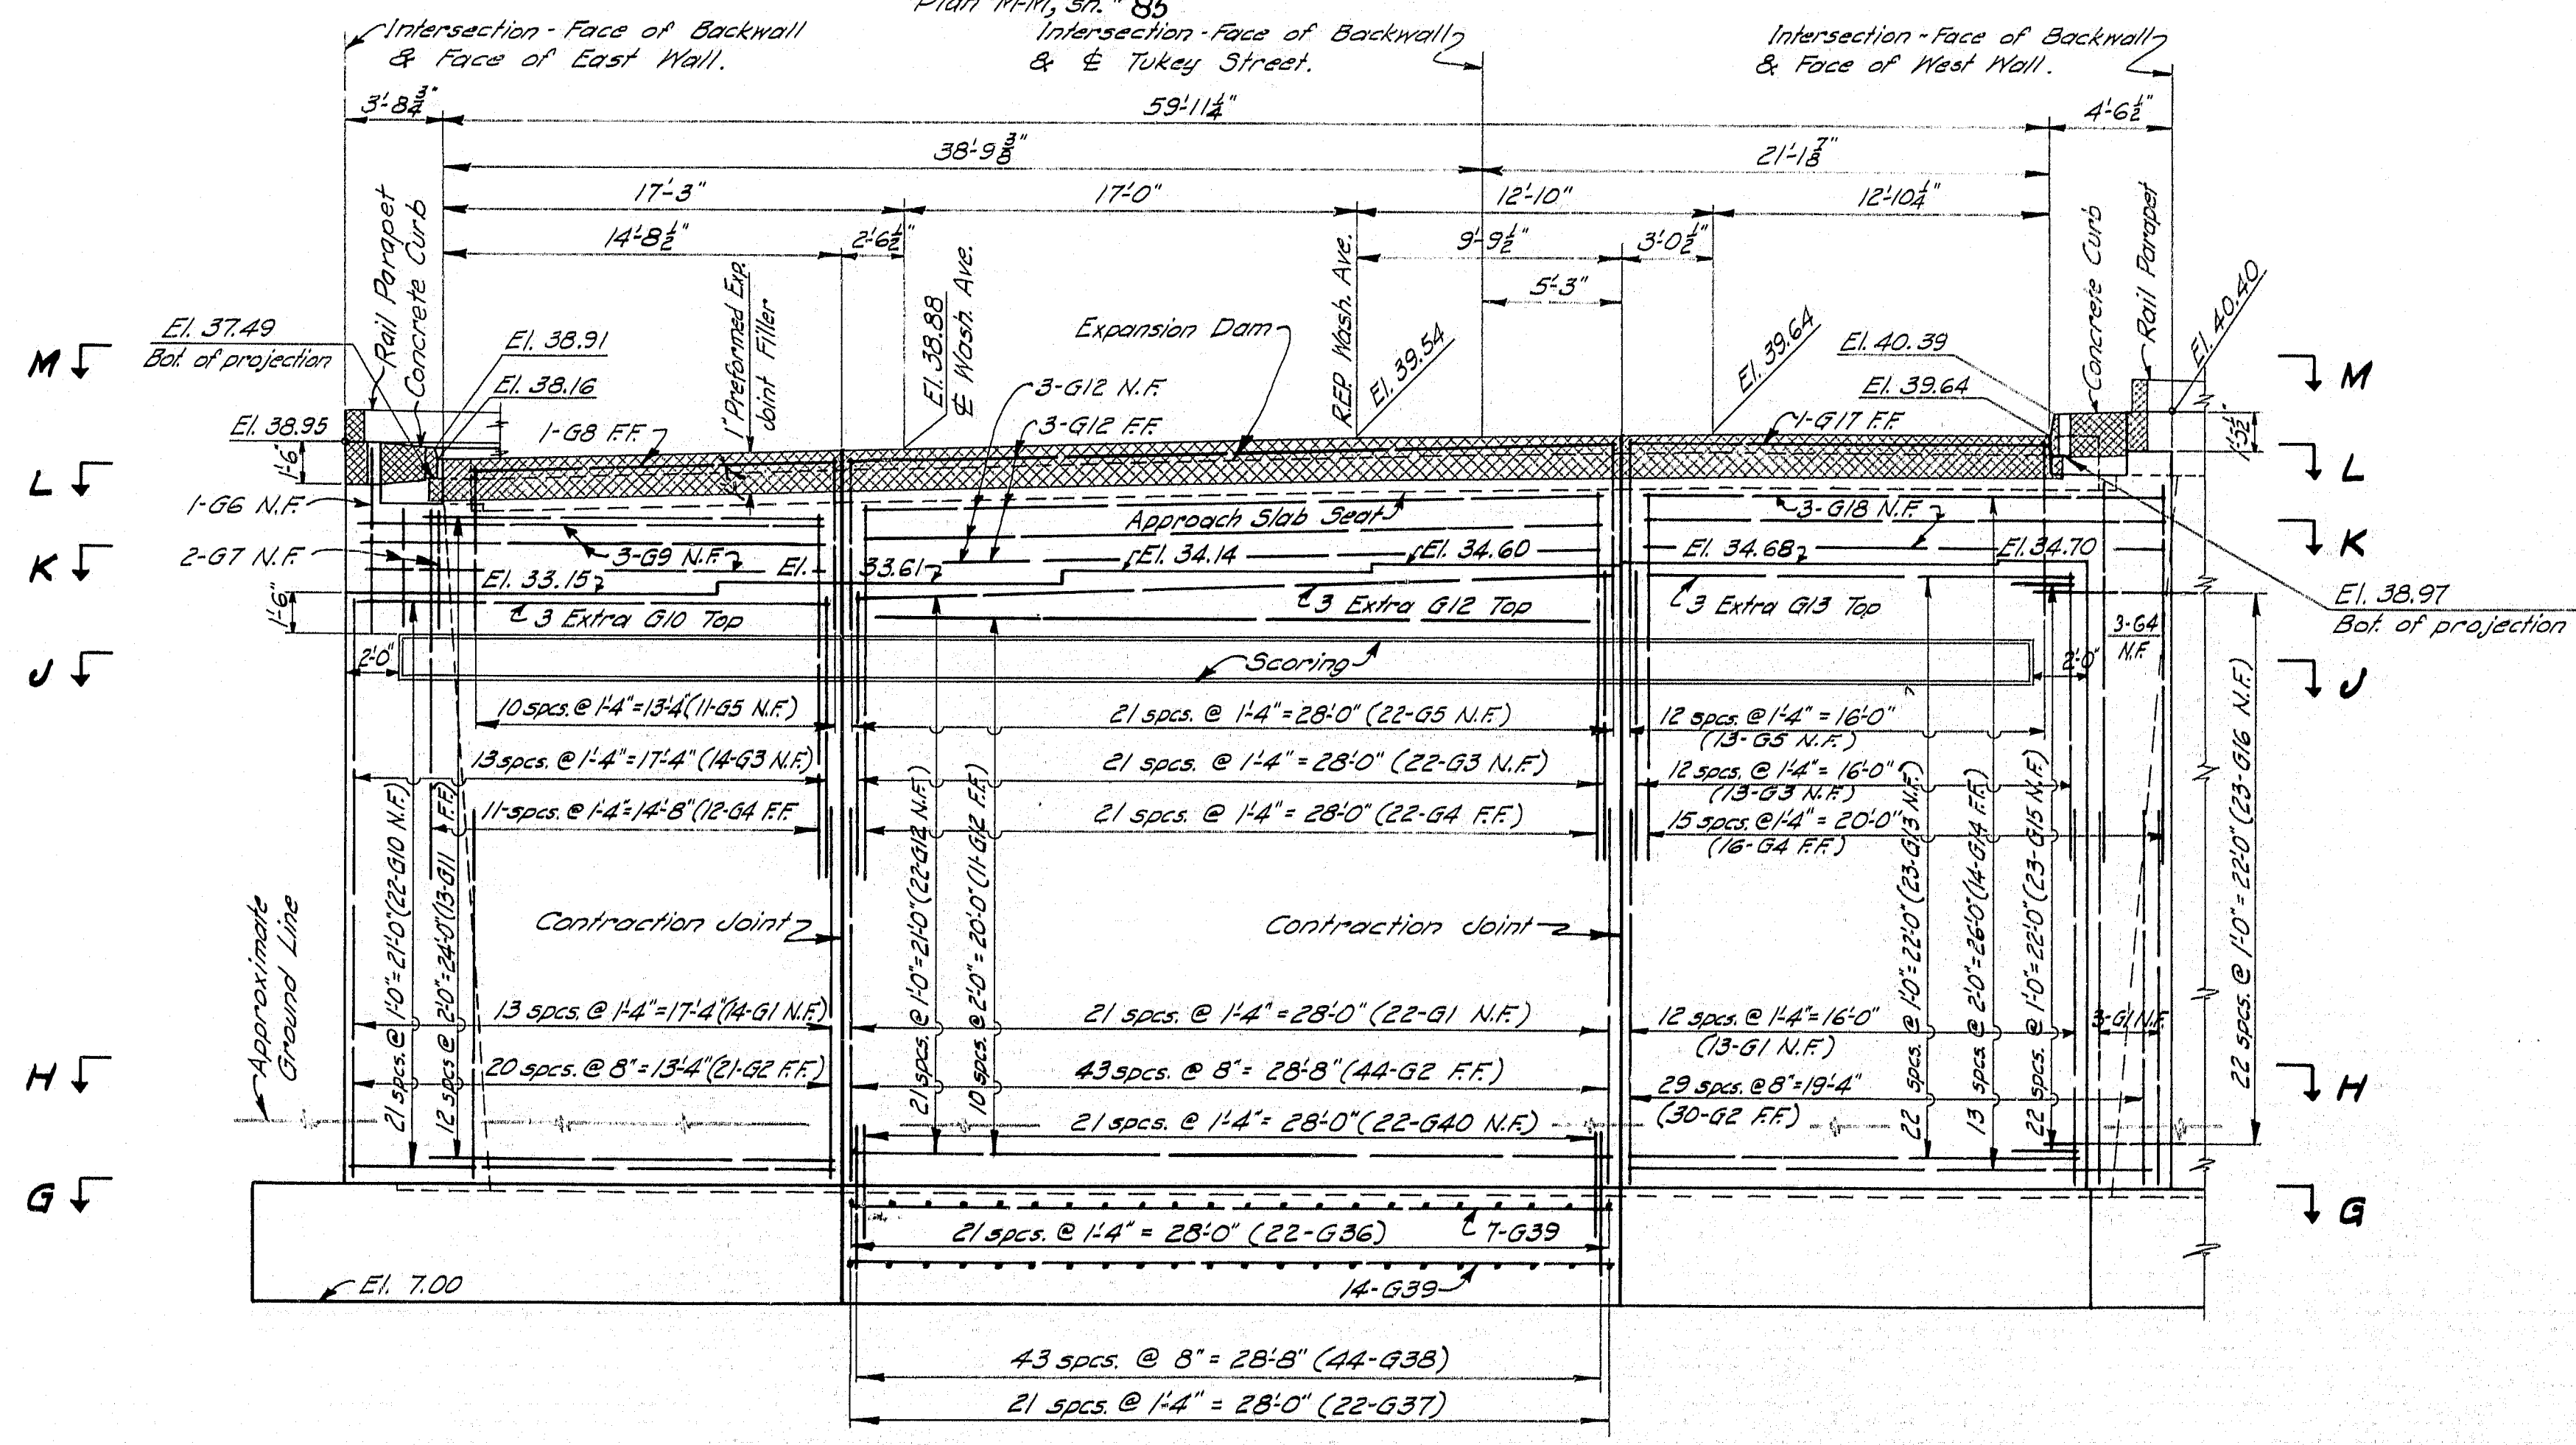 Plan M-M, sh. # 85
Intersection - Face of Backwall
& Face of East Wall.
Intersection - Face of Backwall
& ₵ Tukey Street.
Intersection - Face of Backwall
& Face of West Wall.
3'-8 3/4"
59'-11 1/4"
4'-6 1/2"
38'-9 3/8"
21'-1 7/8"
17'-3"
17'-0"
12'-10"
12'-10 1/4"
14'-8 1/2"
2'-6 1/2"
9'-9 1/2"
3'-0 1/2"
5'-3"
Rail Parapet
Concrete Curb
1" Preformed Exp.
Joint Filler
El. 38.88
₵ Wash. Ave.
R.E.P. Wash. Ave.
El. 39.54
El. 39.64
Concrete Curb
Rail Parapet
El. 40.40
El. 37.49
Bot. of projection
El. 38.91
El. 38.16
Expansion Dam
El. 40.39
El. 39.64
M
M
3-G12 N.F.
3-G12 F.F.
El. 38.95
1-G8 F.F.
1-G17 F.F.
1'-6"
L
L
1-G6 N.F.
Approach Slab Seat
3-G18 N.F.
2-G7 N.F.
3-G9 N.F.
K
K
El. 33.15
El. 33.61
El. 34.14
El. 34.60
El. 34.68
El. 34.70
El. 38.97
Bot. of projection
1'-6"
3 Extra G10 Top
3 Extra G12 Top
3 Extra G13 Top
3-G4
N.F.
J
J
2'-0"
Scoring
2'-0"
10 spcs. @ 1'-4" = 13'-4" (11-G5 N.F.)
21 spcs. @ 1'-4" = 28'-0" (22-G5 N.F.)
12 spcs. @ 1'-4" = 16'-0"
(13-G5 N.F.)
13 spcs. @ 1'-4" = 17'-4" (14-G3 N.F.)
21 spcs. @ 1'-4" = 28'-0" (22-G3 N.F.)
12 spcs. @ 1'-4" = 16'-0"
(13-G3 N.F.)
11-spcs. @ 1'-4" = 14'-8" (12-G4 F.F.
21 spcs. @ 1'-4" = 28'-0" (22-G4 F.F.)
15 spcs. @ 1'-4" = 20'-0"
(16-G4 F.F.)
21 spcs @ 1'-0" = 21'-0" (22-G10 N.F.)
12 spcs @ 2'-0" = 24'-0" (13-G11 F.F.)
21 spcs. @ 1'-0" = 21'-0" (22-G12 N.F.)
10 spcs @ 2'-0" = 20'-0" (11-G12 F.F.)
22 spcs. @ 1'-0" = 22'-0" (23-G13 N.F.)
13 spcs @ 2'-0" = 26'-0" (14-G14 F.F.)
22 spcs. @ 1'-0" = 22'-0" (23-G15 N.F.)
22 spcs. @ 1'-0" = 22'-0" (23-G16 N.F.)
Approximate
Ground Line
Contraction Joint
Contraction Joint
13 spcs. @ 1'-4" = 17'-4" (14-G1 N.F.)
21 spcs. @ 1'-4" = 28'-0" (22-G1 N.F.)
12 spcs. @ 1'-4" = 16'-0"
(13-G1 N.F.)
3-G1 N.F.
H
H
20 spcs. @ 8" = 13'-4" (21-G2 F.F.)
43 spcs. @ 8" = 28'-8" (44-G2 F.F.)
29 spcs. @ 8" = 19'-4"
(30-G2 F.F.)
21 spcs. @ 1'-4" = 28'-0" (22-G40 N.F.)
G
G
21 spcs. @ 1'-4" = 28'-0" (22-G36)
7-G39
El. 7.00
14-G39
43 spcs. @ 8" = 28'-8" (44-G38)
21 spcs. @ 1'-4" = 28'-0" (22-G37)